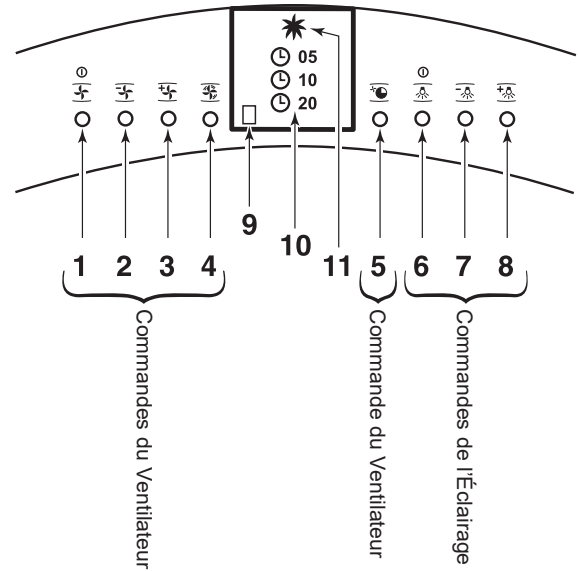 05
10
20
9
10
11
1 2 3 4
5
6 7 8
Commandes du Ventilateur
Commande du Ventilateur
Commandes de l'Éclairage